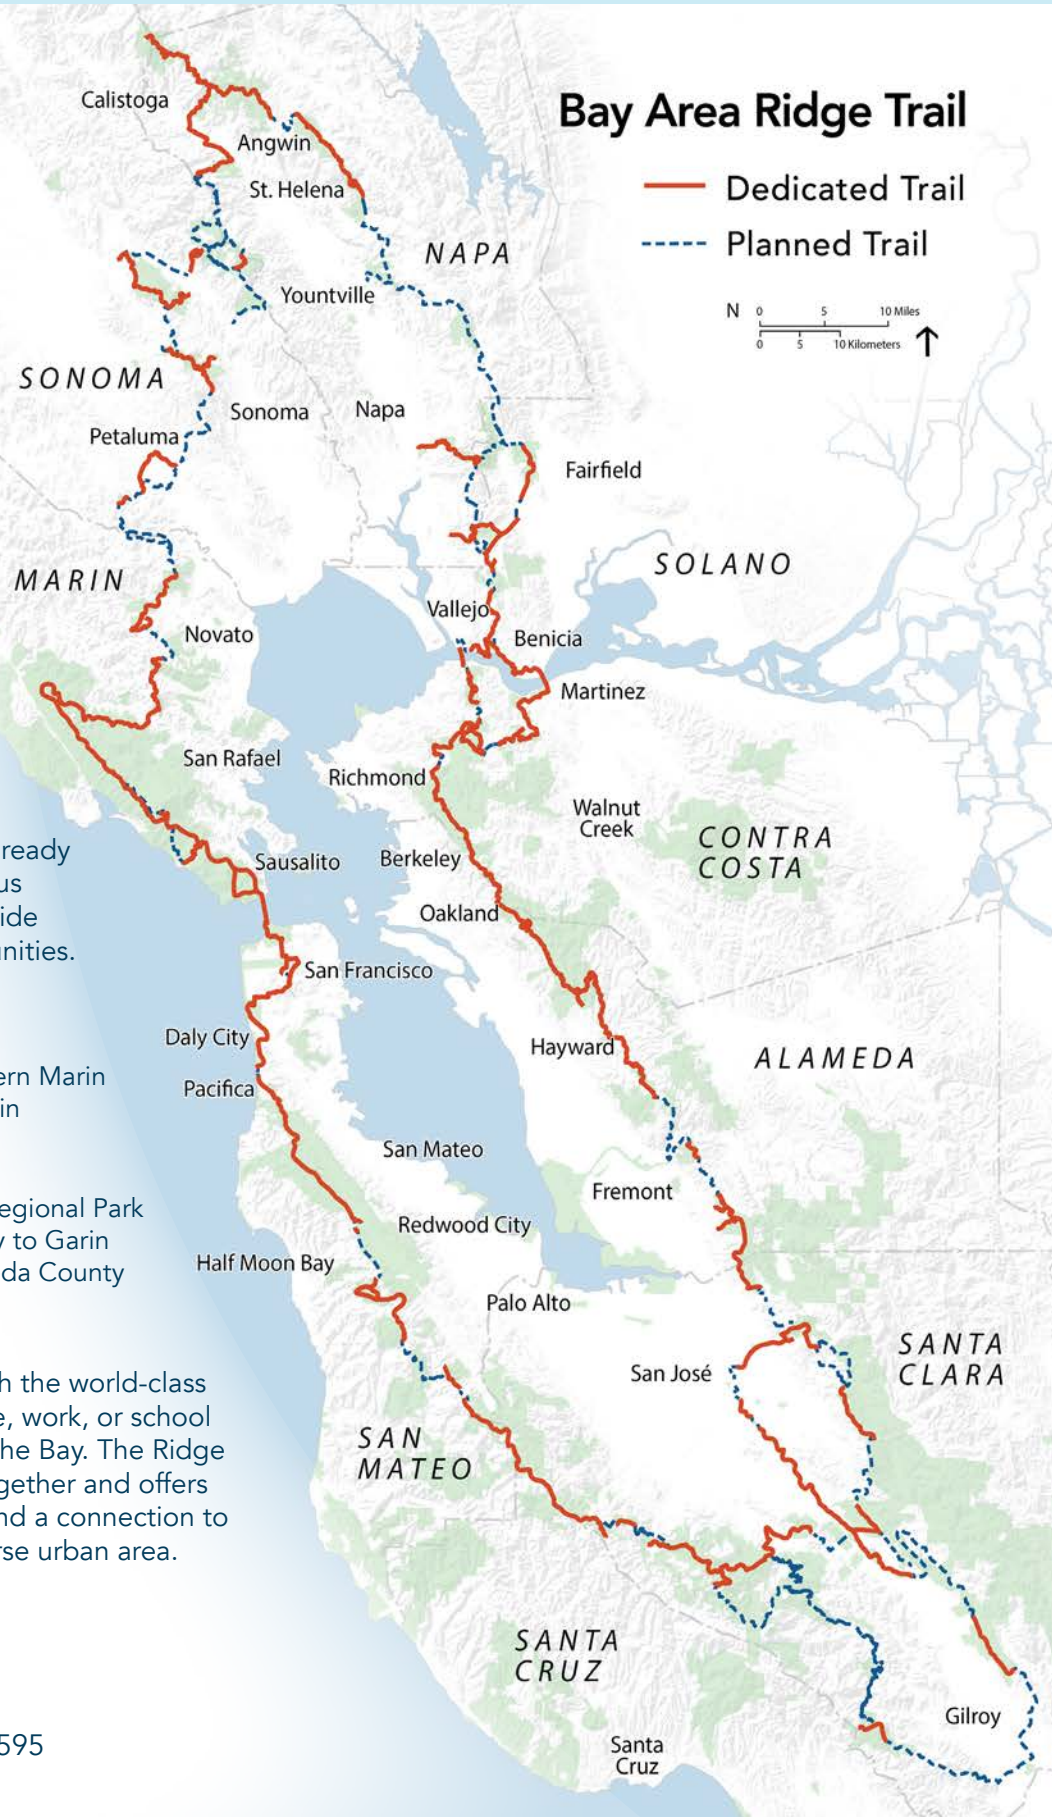 Bay Area Ridge Trail
Dedicated Trail
Planned Trail
N
0 5 10 Miles
0 5 10 Kilometers
Calistoga
Angwin
St. Helena
NAPA
Yountville
SONOMA
Sonoma
Napa
Petaluma
Fairfield
SOLANO
MARIN
Vallejo
Novato
Benicia
Martinez
San Rafael
Richmond
Walnut
Creek
CONTRA
COSTA
Sausalito
Berkeley
Oakland
San Francisco
Daly City
Hayward
ALAMEDA
Pacifica
San Mateo
Fremont
Redwood City
Half Moon Bay
Palo Alto
SANTA
CLARA
San José
SAN
MATEO
SANTA
CRUZ
Gilroy
Santa
Cruz
ready
us
ide
nities.
ern Marin
in
egional Park
y to Garin
da County
h the world-class
e, work, or school
he Bay. The Ridge
gether and offers
nd a connection to
rse urban area.
595